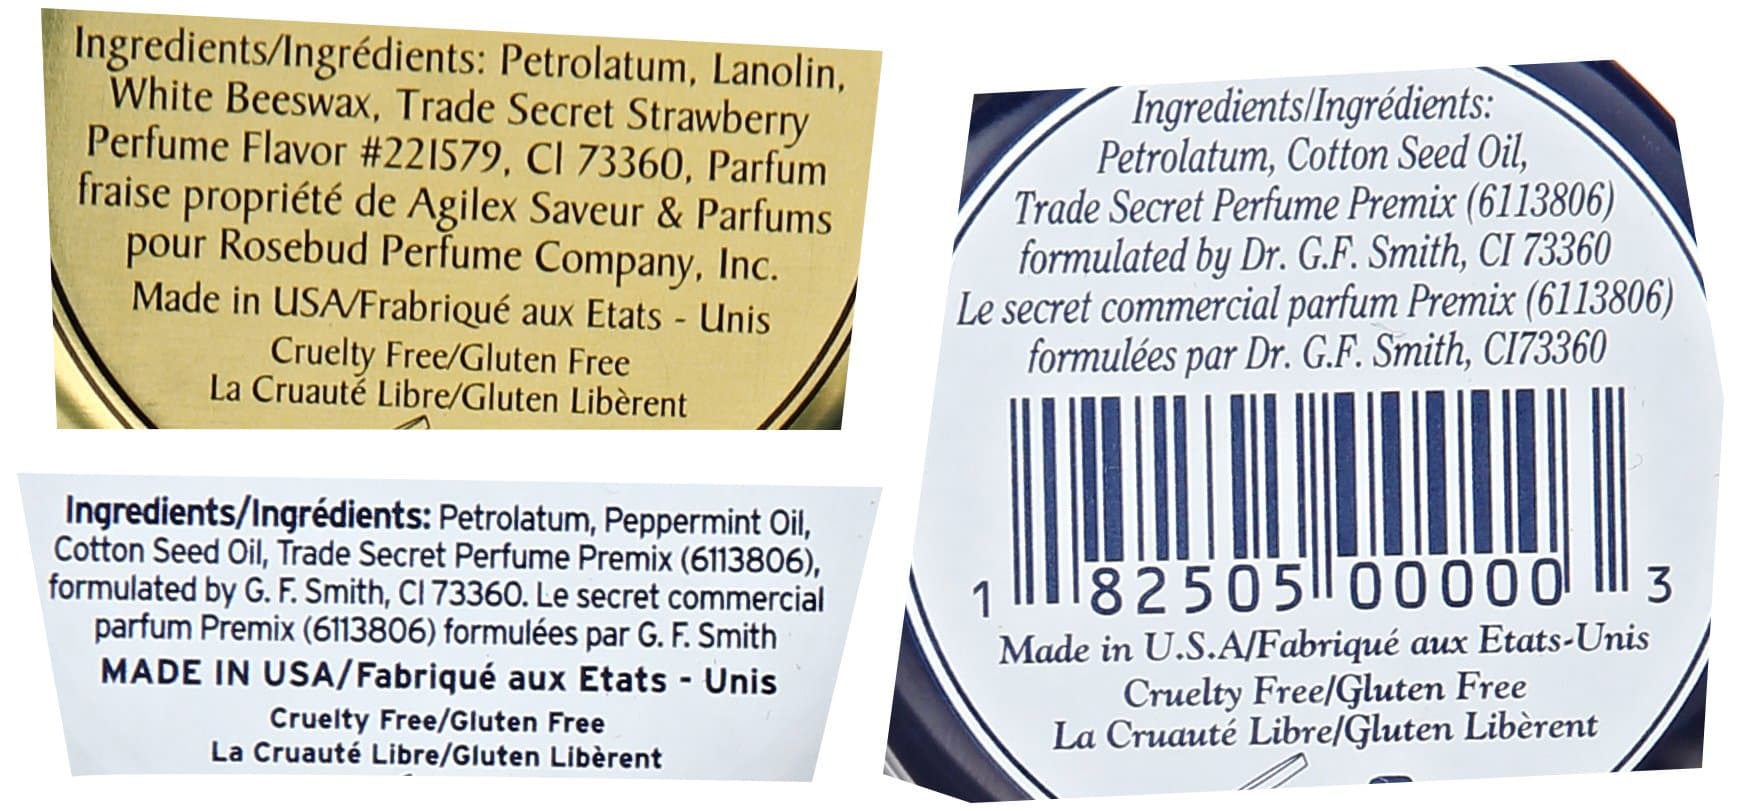 Ingredients/Ingrédients: Petrolatum, Lanolin,
White Beeswax, Trade Secret Strawberry
Perfume Flavor #221579, CI 73360, Parfum
fraise propriété de Agilex Saveur & Parfums
pour Rosebud Perfume Company, Inc.
Made in USA/Frabriqué aux Etats - Unis
Cruelty Free/Gluten Free
La Cruauté Libre/Gluten Libèrent
Ingredients/Ingrédients: Petrolatum, Peppermint Oil,
Cotton Seed Oil, Trade Secret Perfume Premix (6113806),
formulated by G. F. Smith, CI 73360. Le secret commercial
parfum Premix (6113806) formulées par G. F. Smith
MADE IN USA/Fabriqué aux Etats - Unis
Cruelty Free/Gluten Free
La Cruauté Libre/Gluten Libèrent
Ingredients/Ingrédients:
Petrolatum, Cotton Seed Oil,
Trade Secret Perfume Premix (6113806)
formulated by Dr. G.F. Smith, CI 73360
Le secret commercial parfum Premix (6113806)
formulées par Dr. G.F. Smith, CI73360
1 82505 00000 3
Made in U.S.A/Fabriqué aux Etats-Unis
Cruelty Free/Gluten Free
La Cruauté Libre/Gluten Libèrent